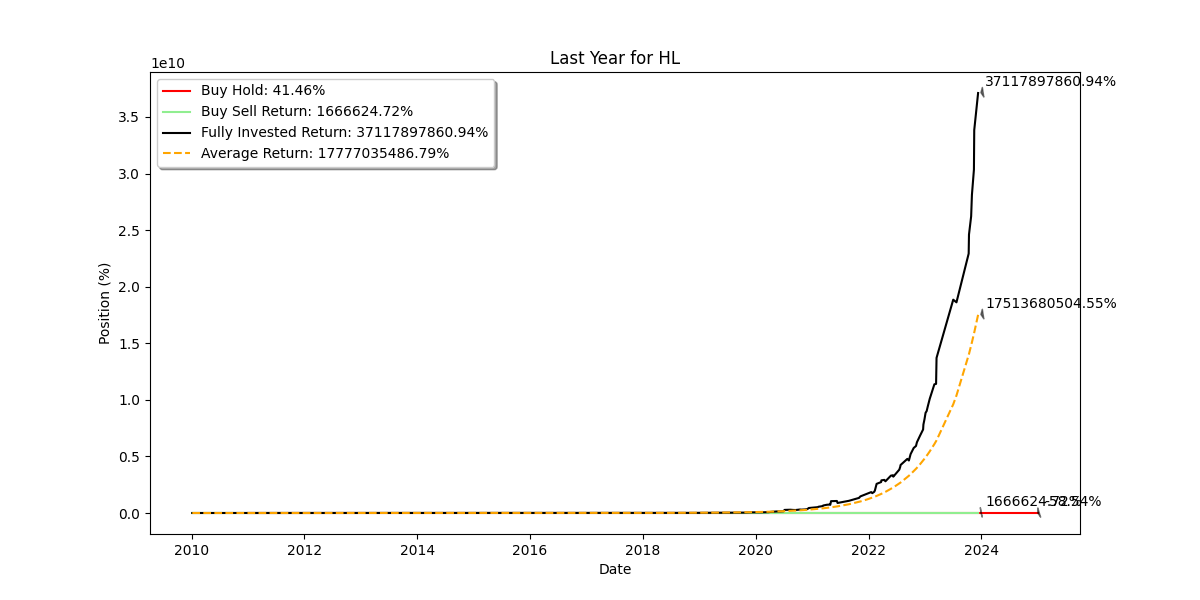 Last Year for HL
1e10
Buy Hold: 41.46%
Buy Sell Return: 1666624.72%
Fully Invested Return: 37117897860.94%
Average Return: 17777035486.79%
37117897860.94%
17513680504.55%
1666624.72%
Position (%)
3.5
3.0
2.5
2.0
1.5
1.0
0.5
0.0
2010
2012
2014
2016
2018
2020
2022
2024
Date